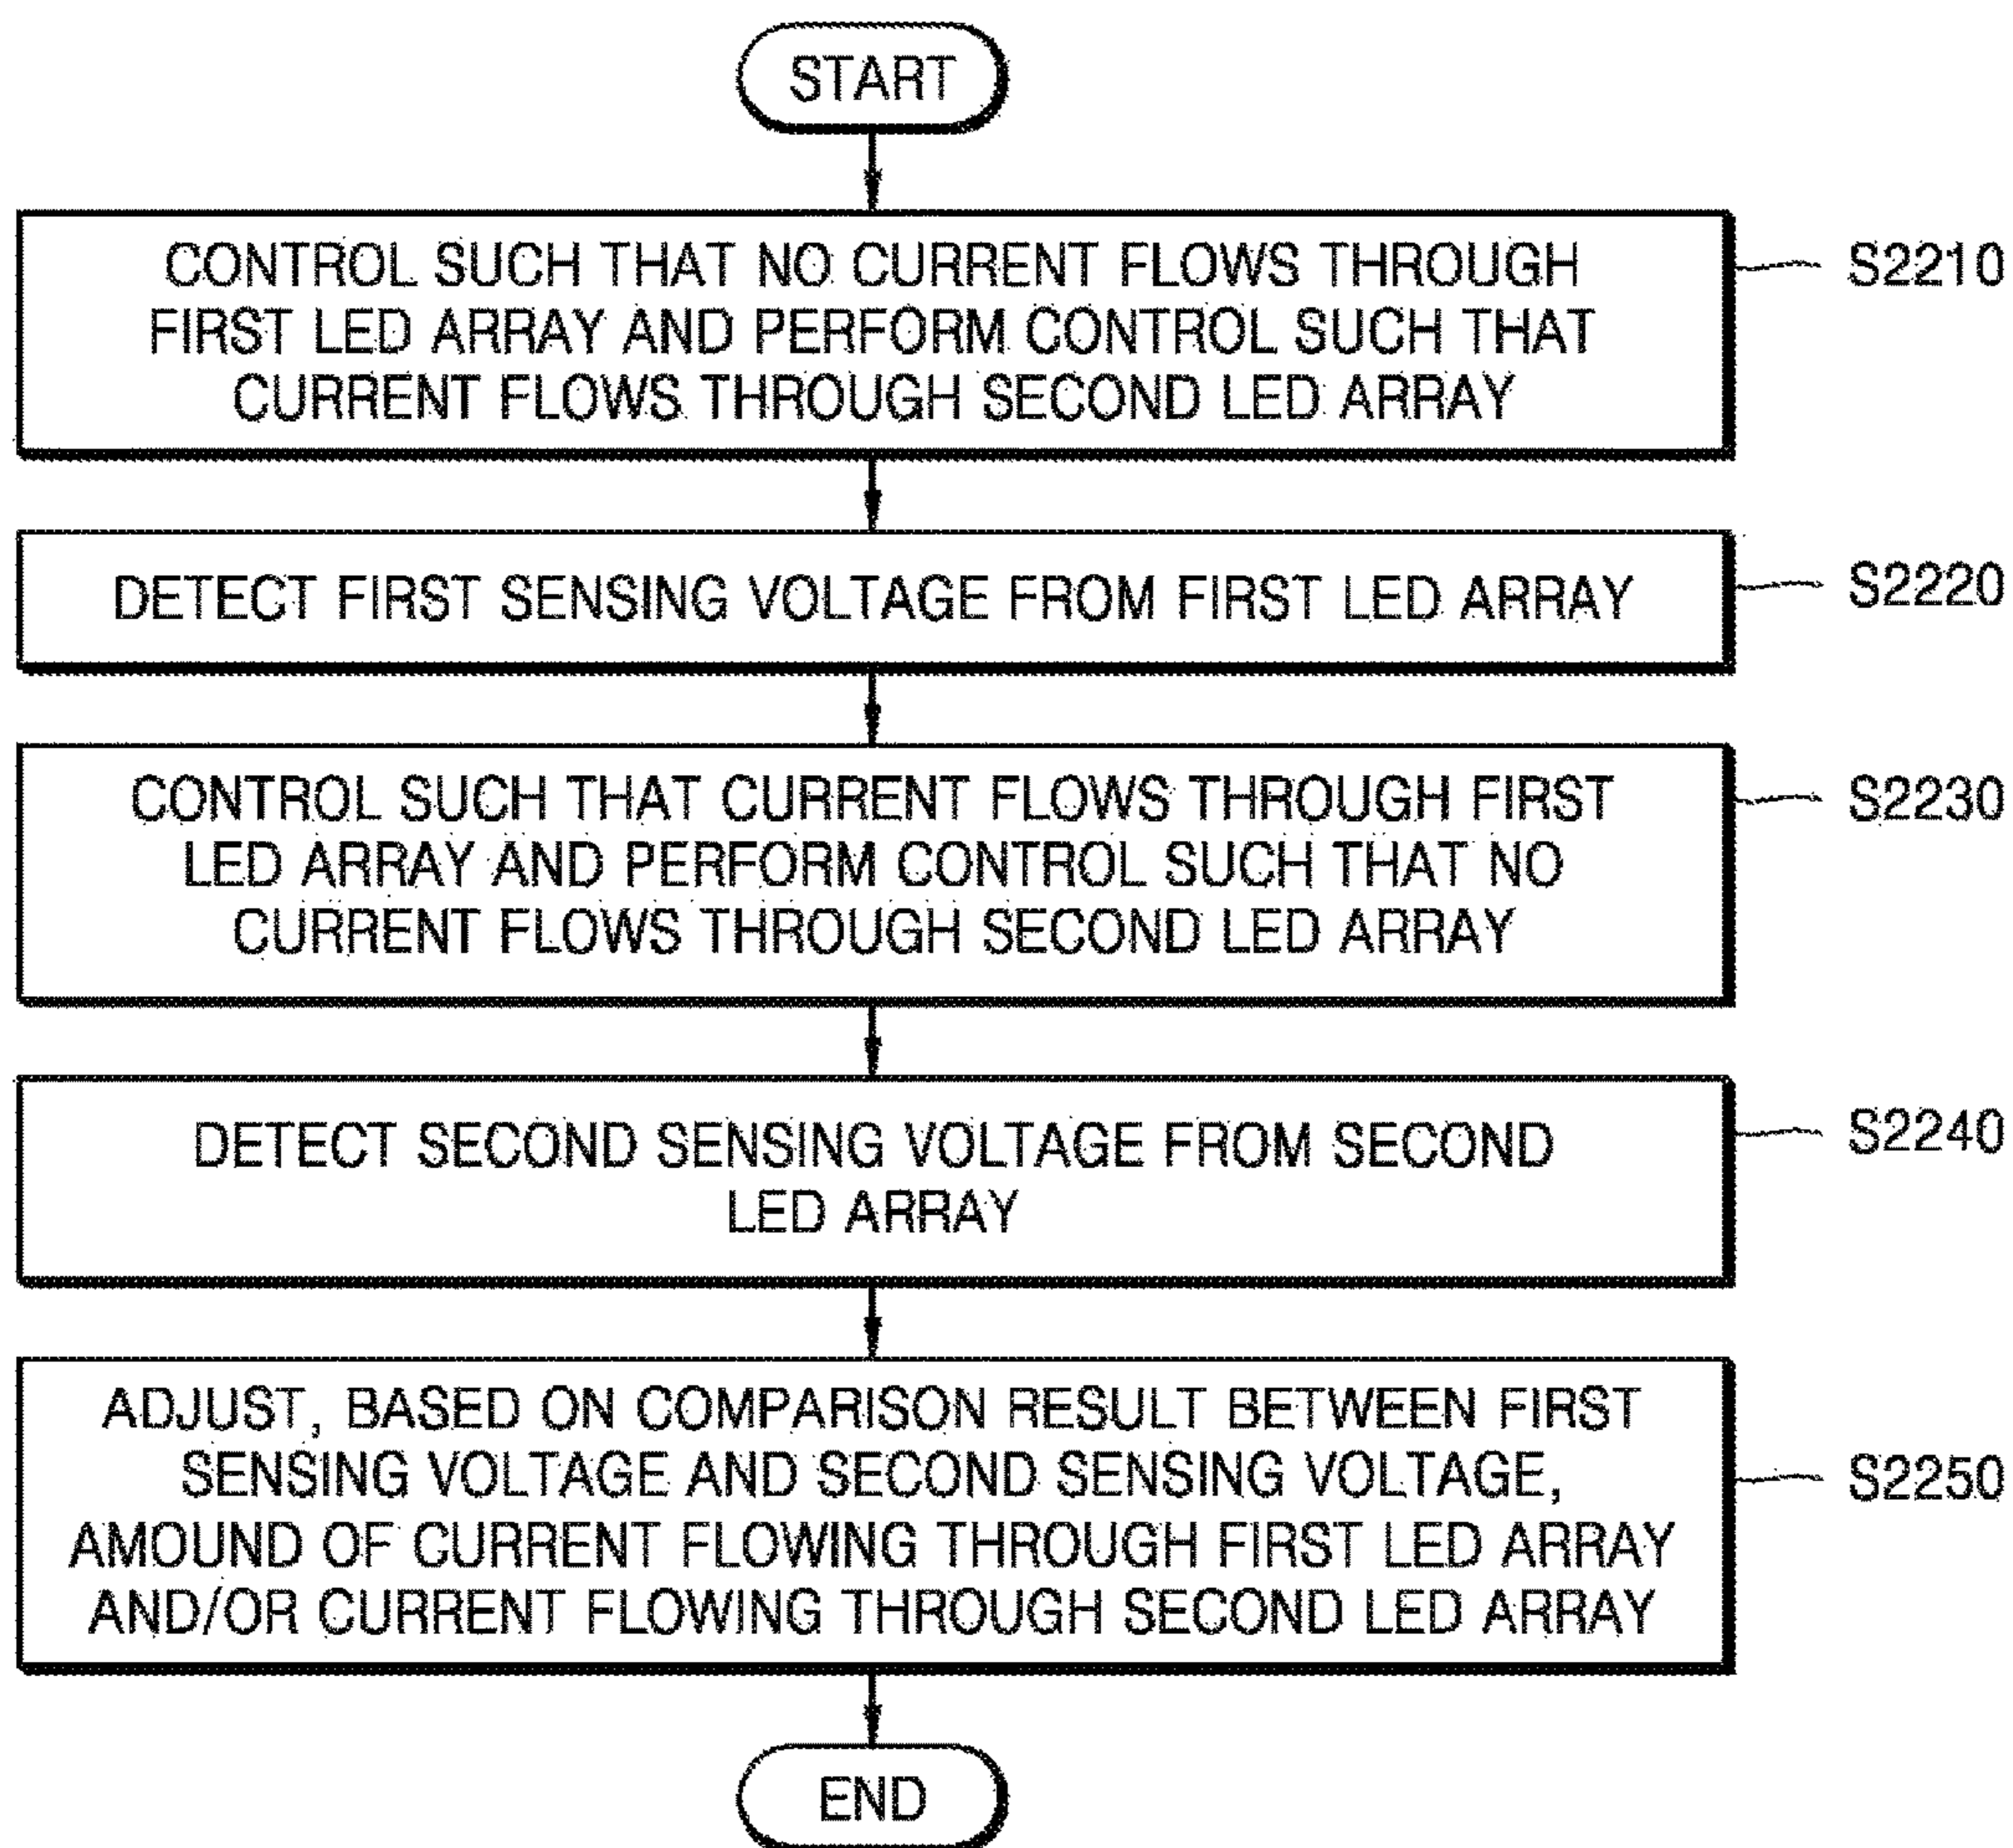 START
CONTROL SUCH THAT NO CURRENT FLOWS THROUGH
FIRST LED ARRAY AND PERFORM CONTROL SUCH THAT
CURRENT FLOWS THROUGH SECOND LED ARRAY
S2210
DETECT FIRST SENSING VOLTAGE FROM FIRST LED ARRAY
S2220
CONTROL SUCH THAT CURRENT FLOWS THROUGH FIRST
LED ARRAY AND PERFORM CONTROL SUCH THAT NO
CURRENT FLOWS THROUGH SECOND LED ARRAY
S2230
DETECT SECOND SENSING VOLTAGE FROM SECOND
LED ARRAY
S2240
ADJUST, BASED ON COMPARISON RESULT BETWEEN FIRST
SENSING VOLTAGE AND SECOND SENSING VOLTAGE,
AMOUND OF CURRENT FLOWING THROUGH FIRST LED ARRAY
AND/OR CURRENT FLOWING THROUGH SECOND LED ARRAY
S2250
END